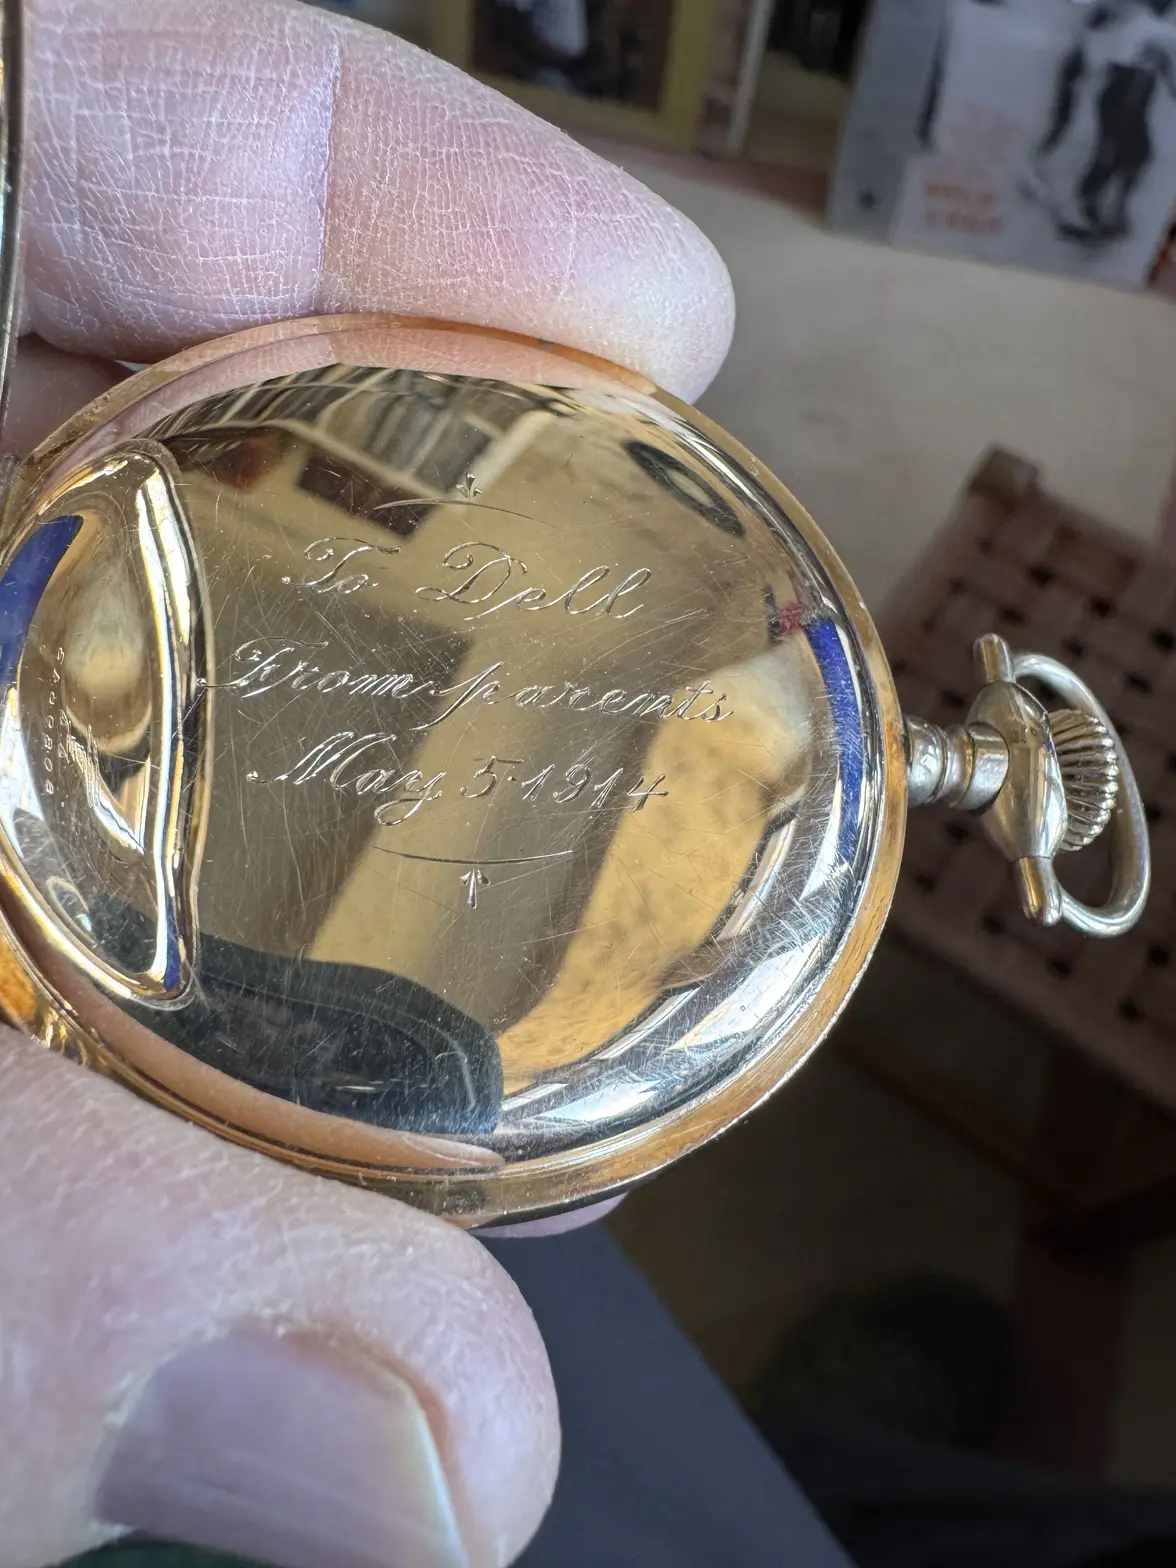 To Dell
From parents
May 5·1914